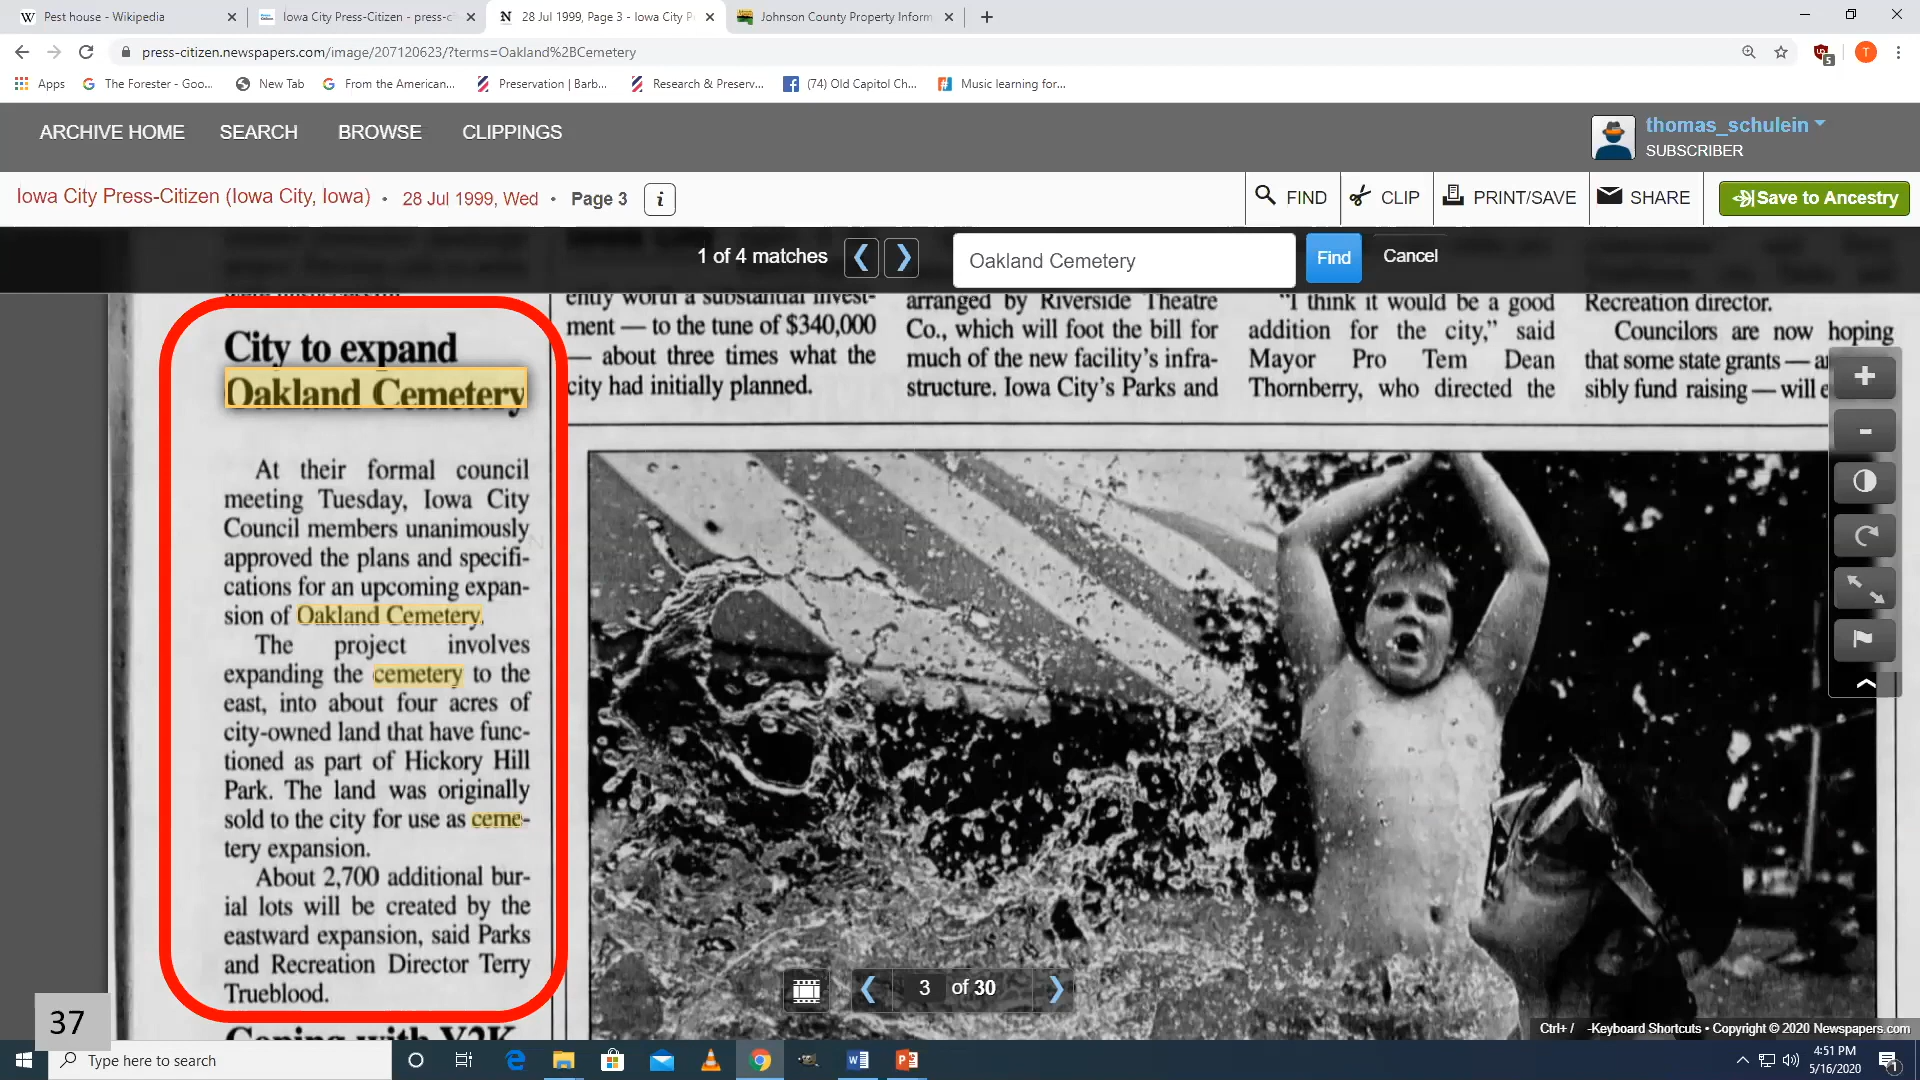 Pest house - Wikipedia
Iowa City Press-Citizen - press-c
28 Jul 1999, Page 3 - Iowa City P
Johnson County Property Inform
press-citizen.newspapers.com/image/207120623/?terms=Oakland%2BCemetery
T
5
Apps
The Forester - Goo...
New Tab
From the American...
Preservation | Barb...
Research & Preserv...
(74) Old Capitol Ch...
Music learning for...
ARCHIVE HOME
SEARCH
BROWSE
CLIPPINGS
thomas_schulein
SUBSCRIBER
Iowa City Press-Citizen (Iowa City, Iowa) • 28 Jul 1999, Wed • Page 3
i
FIND
CLIP
PRINT/SAVE
SHARE
Save to Ancestry
1 of 4 matches
Oakland Cemetery
Find
Cancel
City to expand
Oakland Cemetery
At their formal council
meeting Tuesday, Iowa City
Council members unanimously
approved the plans and specifi-
cations for an upcoming expan-
sion of Oakland Cemetery.
The project involves
expanding the cemetery to the
east, into about four acres of
city-owned land that have func-
tioned as part of Hickory Hill
Park. The land was originally
sold to the city for use as ceme-
tery expansion.
About 2,700 additional bur-
ial lots will be created by the
eastward expansion, said Parks
and Recreation Director Terry
Trueblood.
Coping with Y2K
ently worth a substantial invest-
ment — to the tune of $340,000
— about three times what the
city had initially planned.
arranged by Riverside Theatre
Co., which will foot the bill for
much of the new facility's infra-
structure. Iowa City's Parks and
"I think it would be a good
addition for the city," said
Mayor Pro Tem Dean
Thornberry, who directed the
Recreation director.
Councilors are now hoping
that some state grants —
sibly fund raising — will
3 of 30
37
Ctrl+ / -Keyboard Shortcuts • Copyright © 2020 Newspapers.com
Type here to search
4:51 PM
5/16/2020
1